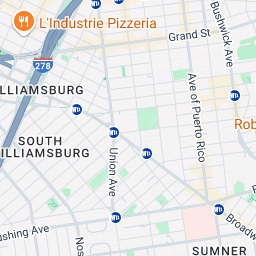 L'Industrie Pizzeria
Grand St
Bushwick Ave
278
ILLIAMSBURG
Ave of Puerto Rico
Rob
SOUTH
ILLIAMSBURG
Union Ave
Broadw
shing Ave
Nos
SUMNER